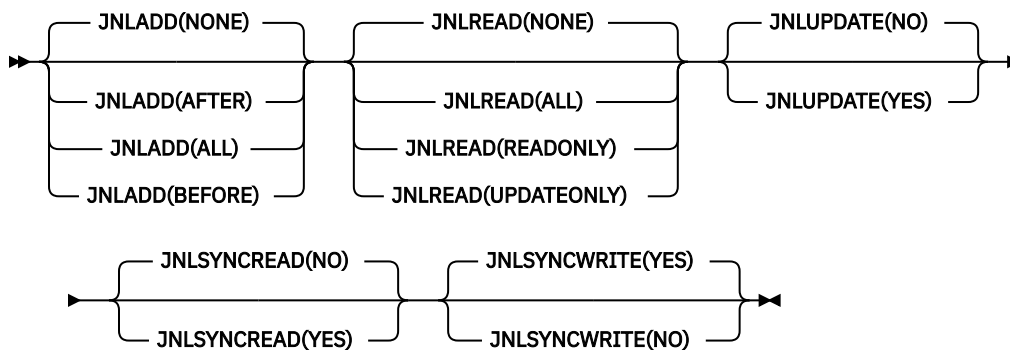 JNLADD(NONE) JNLREAD(NONE) JNLUPDATE(NO)
JNLADD(AFTER) JNLREAD(ALL) JNLUPDATE(YES)
JNLADD(ALL) JNLREAD(READONLY)
JNLADD(BEFORE) JNLREAD(UPDATEONLY)
JNLSYNCREAD(NO) JNLSYNCWRITE(YES)
JNLSYNCREAD(YES) JNLSYNCWRITE(NO)